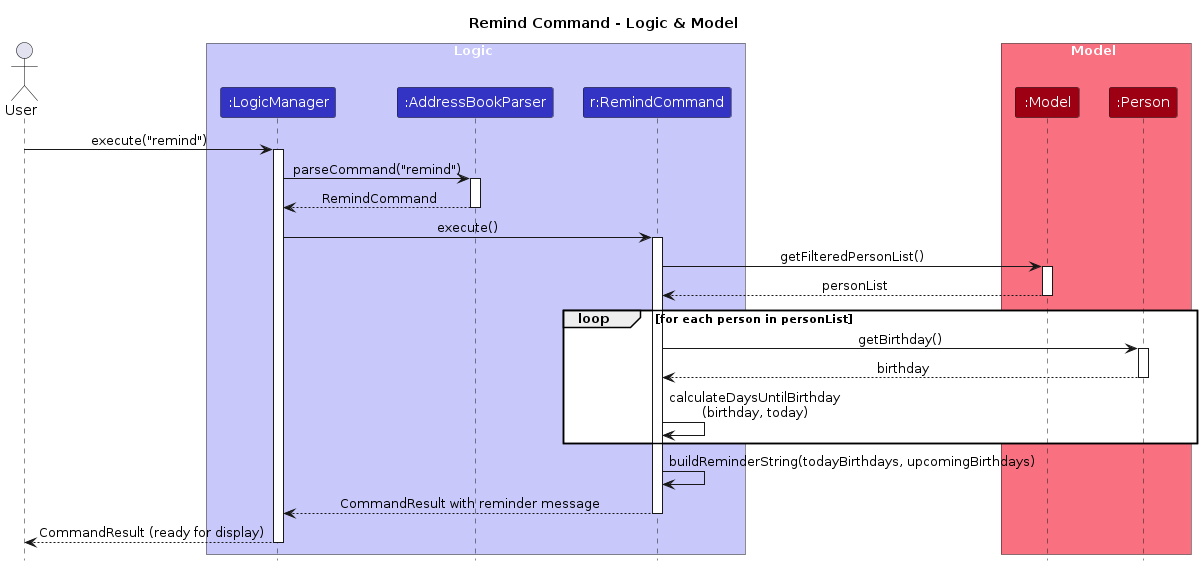 Remind Command - Logic & Model
Logic
Model
User
:LogicManager
:AddressBookParser
r:RemindCommand
:Model
:Person
execute("remind")
parseCommand("remind")
RemindCommand
execute()
getFilteredPersonList()
personList
loop
[for each person in personList]
getBirthday()
birthday
calculateDaysUntilBirthday
(birthday, today)
buildReminderString(todayBirthdays, upcomingBirthdays)
CommandResult with reminder message
CommandResult (ready for display)